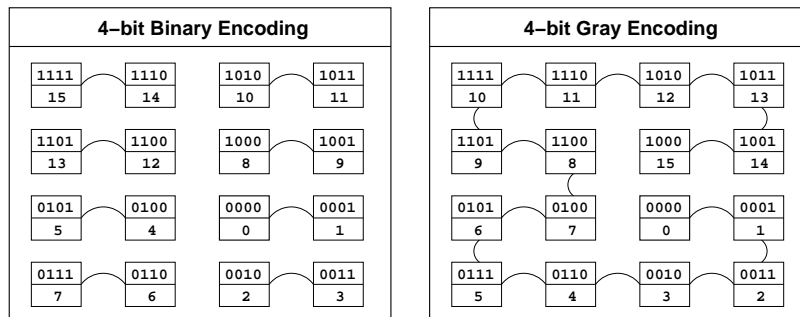 4–bit Binary Encoding
1111 1110 1010 1011
15 14 10 11
1101 1100 1000 1001
13 12 8 9
0101 0100 0000 0001
5 4 0 1
0111 0110 0010 0011
7 6 2 3
4–bit Gray Encoding
1111 1110 1010 1011
10 11 12 13
1101 1100 1000 1001
9 8 15 14
0101 0100 0000 0001
6 7 0 1
0111 0110 0010 0011
5 4 3 2